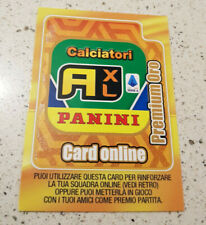 Calciatori
A XL
SERIE A
PANINI
Premium Oro
Card online
PUOI UTILIZZARE QUESTA CARD PER RINFORZARE
LA TUA SQUADRA ONLINE (VEDI RETRO)
OPPURE PUOI METTERLA IN GIOCO
CON I TUOI AMICI COME PREMIO PARTITA.